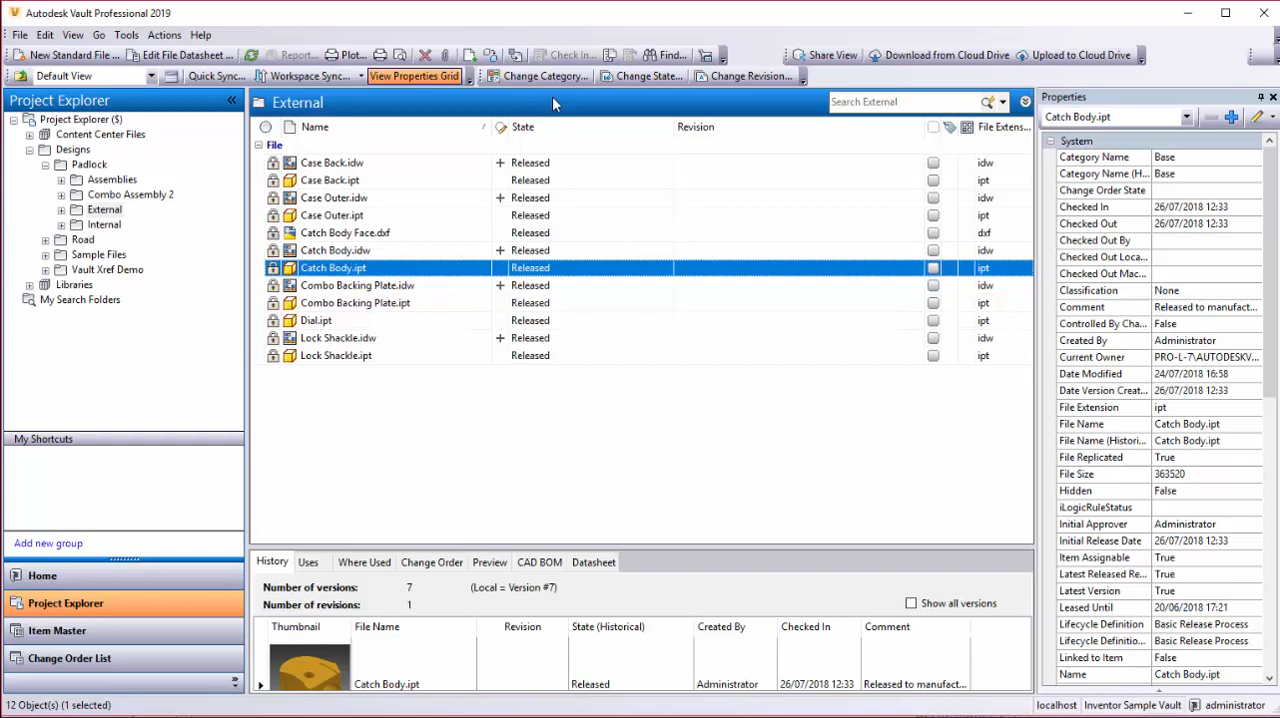 Autodesk Vault Professional 2019
File Edit View Go Tools Actions Help
New Standard File ... Edit File Datasheet... Report... Plot... Check In... Find... Share View Download from Cloud Drive Upload to Cloud Drive
Default View Quick Sync... Workspace Sync... View Properties Grid Change Category... Change State... Change Revision...
Project Explorer «
Project Explorer ($)
Content Center Files
Designs
Padlock
Assemblies
Combo Assembly 2
External
Internal
Road
Sample Files
Vault Xref Demo
Libraries
My Search Folders
My Shortcuts
Add new group
Home
Project Explorer
Item Master
Change Order List
External Search External
Name State Revision File Extens...
File
Case Back.idw + Released idw
Case Back.ipt Released ipt
Case Outer.idw + Released idw
Case Outer.ipt Released ipt
Catch Body Face.dxf Released dxf
Catch Body.idw + Released idw
Catch Body.ipt Released ipt
Combo Backing Plate.idw + Released idw
Combo Backing Plate.ipt Released ipt
Dial.ipt Released ipt
Lock Shackle.idw + Released idw
Lock Shackle.ipt Released ipt
History Uses Where Used Change Order Preview CAD BOM Datasheet
Number of versions: 7 (Local = Version #7)
Number of revisions: 1 Show all versions
Thumbnail File Name Revision State (Historical) Created By Checked In Comment
Catch Body.ipt Released Administrator 26/07/2018 12:33 Released to manufact...
Properties
Catch Body.ipt
System
Category Name Base
Category Name (H... Base
Change Order State
Checked In 26/07/2018 12:33
Checked Out 26/07/2018 12:33
Checked Out By
Checked Out Loca...
Checked Out Mac...
Classification None
Comment Released to manufact...
Controlled By Cha... False
Created By Administrator
Current Owner PRO-L-7\AUTODESKV...
Date Modified 24/07/2018 16:58
Date Version Creat... 26/07/2018 12:33
File Extension ipt
File Name Catch Body.ipt
File Name (Histori... Catch Body.ipt
File Replicated True
File Size 363520
Hidden False
iLogicRuleStatus
Initial Approver Administrator
Initial Release Date 26/07/2018 12:33
Item Assignable True
Latest Released Re... True
Latest Version True
Leased Until 20/06/2018 17:21
Lifecycle Definition Basic Release Process
Lifecycle Definitio... Basic Release Process
Linked to Item False
Name Catch Body.ipt
12 Object(s) (1 selected) localhost Inventor Sample Vault administrator